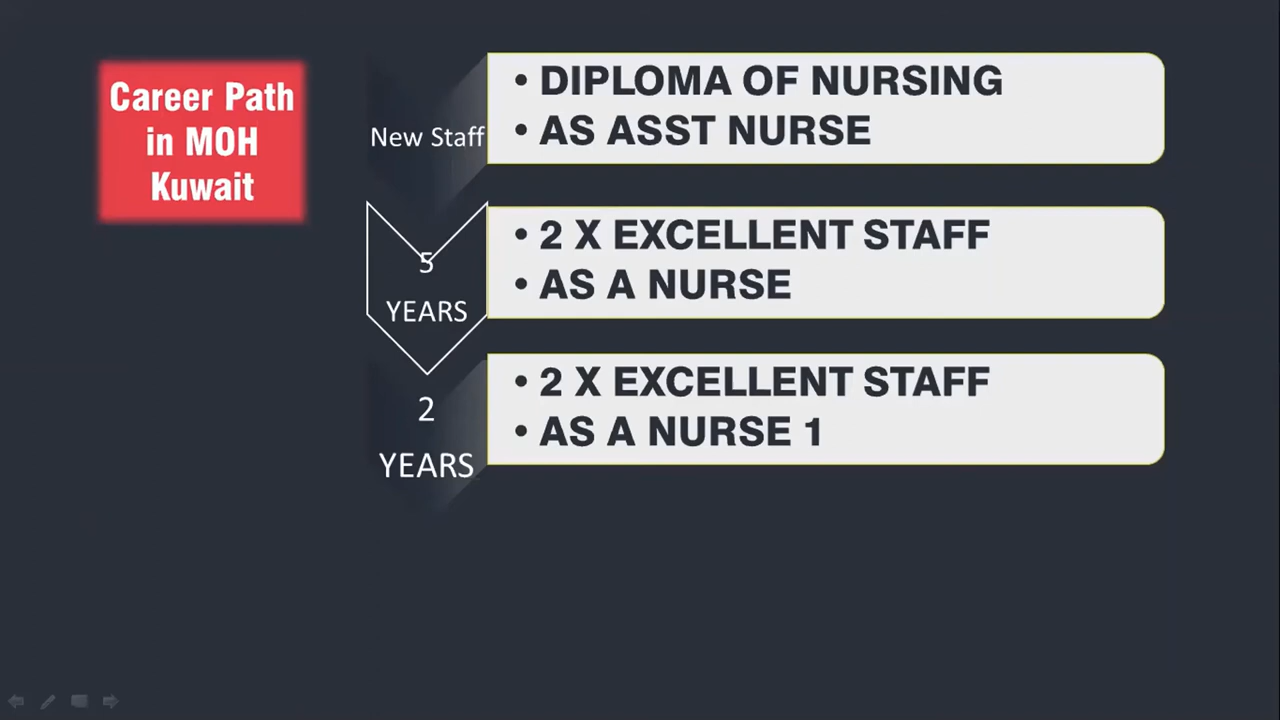 Career Path
in MOH
Kuwait
New Staff
• DIPLOMA OF NURSING
• AS ASST NURSE
5
YEARS
• 2 X EXCELLENT STAFF
• AS A NURSE
2
YEARS
• 2 X EXCELLENT STAFF
• AS A NURSE 1